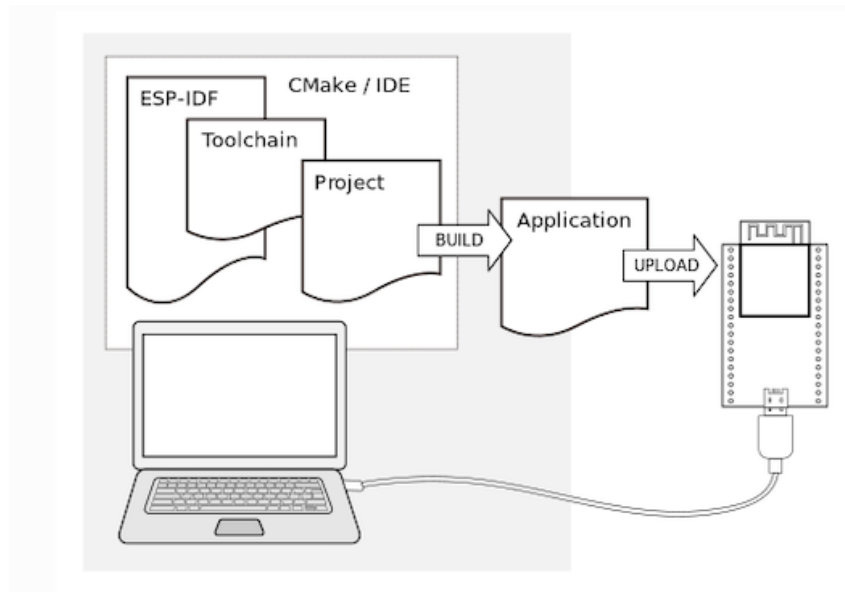 ESP-IDF
CMake / IDE
Toolchain
Project
BUILD
Application
UPLOAD